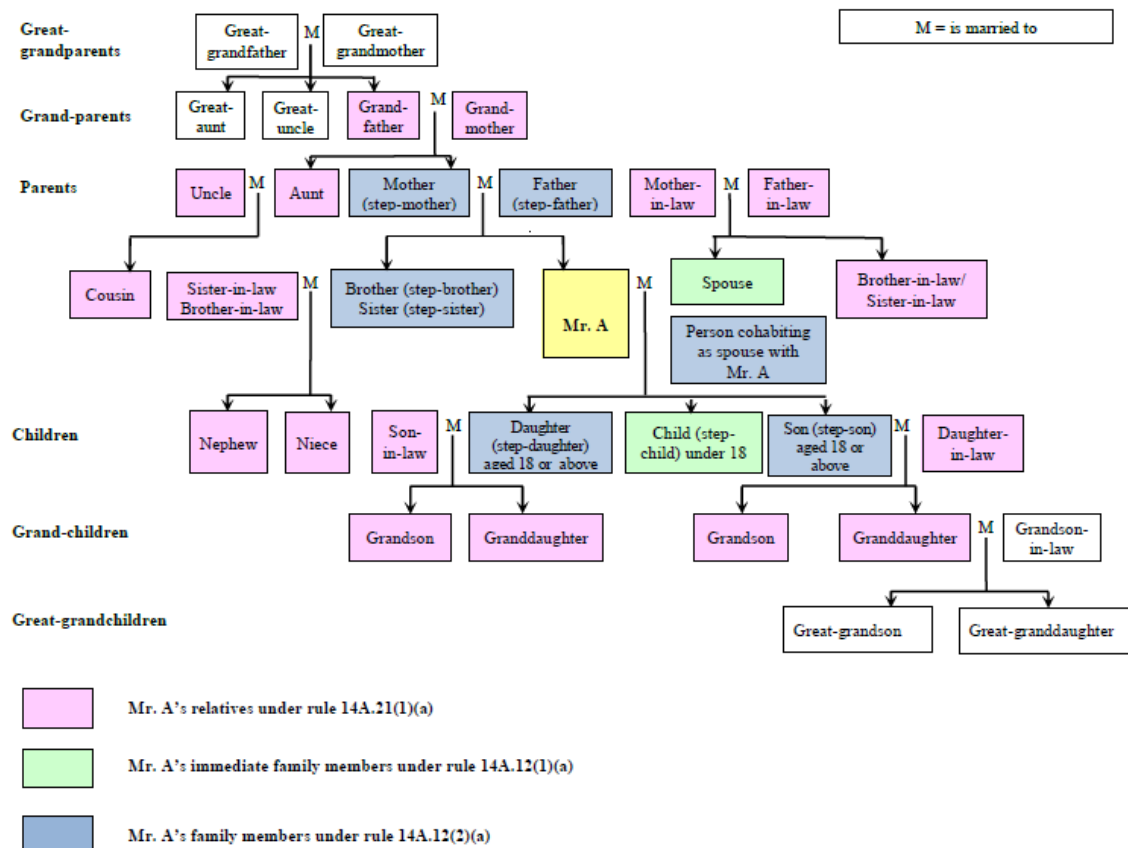 Great-
grandparents
Great-
grandfather
M
Great-
grandmother
M = is married to
Grand-parents
Great-
aunt
Great-
uncle
Grand-
father
M
Grand-
mother
Parents
Uncle
M
Aunt
Mother
(step-mother)
M
Father
(step-father)
Mother-
in-law
M
Father-
in-law
Cousin
Sister-in-law
Brother-in-law
M
Brother (step-brother)
Sister (step-sister)
Mr. A
M
Spouse
Brother-in-law/
Sister-in-law
Person cohabiting
as spouse with
Mr. A
Children
Nephew
Niece
Son-
in-law
M
Daughter
(step-daughter)
aged 18 or above
Child (step-
child) under 18
Son (step-son)
aged 18 or
above
M
Daughter-
in-law
Grand-children
Grandson
Granddaughter
Grandson
Granddaughter
M
Grandson-
in-law
Great-grandchildren
Great-grandson
Great-granddaughter
Mr. A's relatives under rule 14A.21(1)(a)
Mr. A's immediate family members under rule 14A.12(1)(a)
Mr. A's family members under rule 14A.12(2)(a)